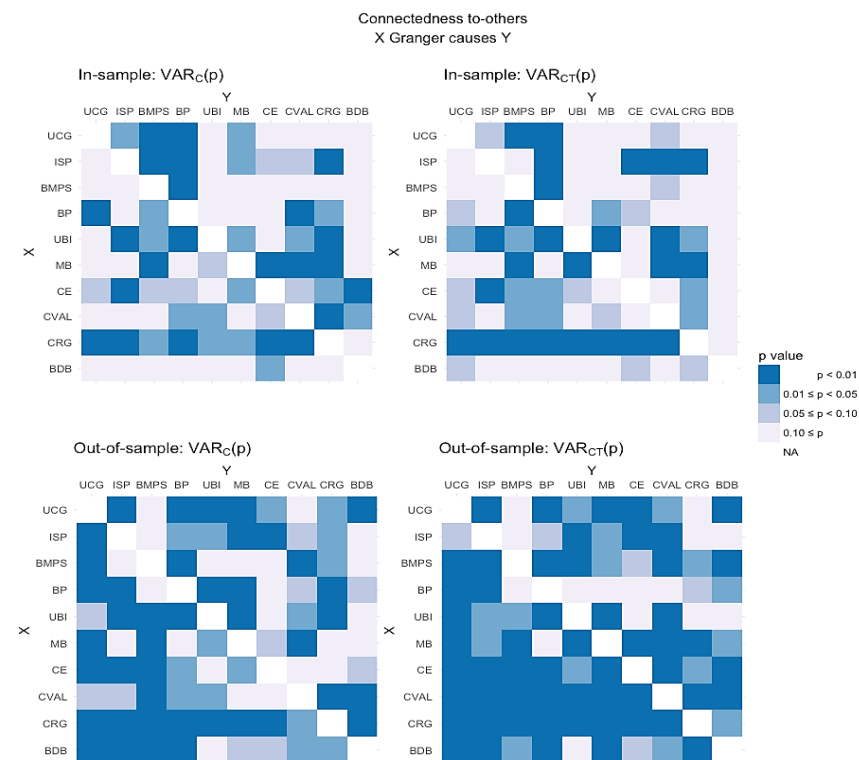 Connectedness to-others
X Granger causes Y
In-sample: VARC(p)
Y
UCG ISP BMPS BP UBI MB CE CVAL CRG BDB
X
UCG
ISP
BMPS
BP
UBI
MB
CE
CVAL
CRG
BDB
In-sample: VARCT(p)
Y
UCG ISP BMPS BP UBI MB CE CVAL CRG BDB
X
UCG
ISP
BMPS
BP
UBI
MB
CE
CVAL
CRG
BDB
p value
p < 0.01
0.01 ≤ p < 0.05
0.05 ≤ p < 0.10
0.10 ≤ p
NA
Out-of-sample: VARC(p)
Y
UCG ISP BMPS BP UBI MB CE CVAL CRG BDB
X
UCG
ISP
BMPS
BP
UBI
MB
CE
CVAL
CRG
BDB
Out-of-sample: VARCT(p)
Y
UCG ISP BMPS BP UBI MB CE CVAL CRG BDB
X
UCG
ISP
BMPS
BP
UBI
MB
CE
CVAL
CRG
BDB